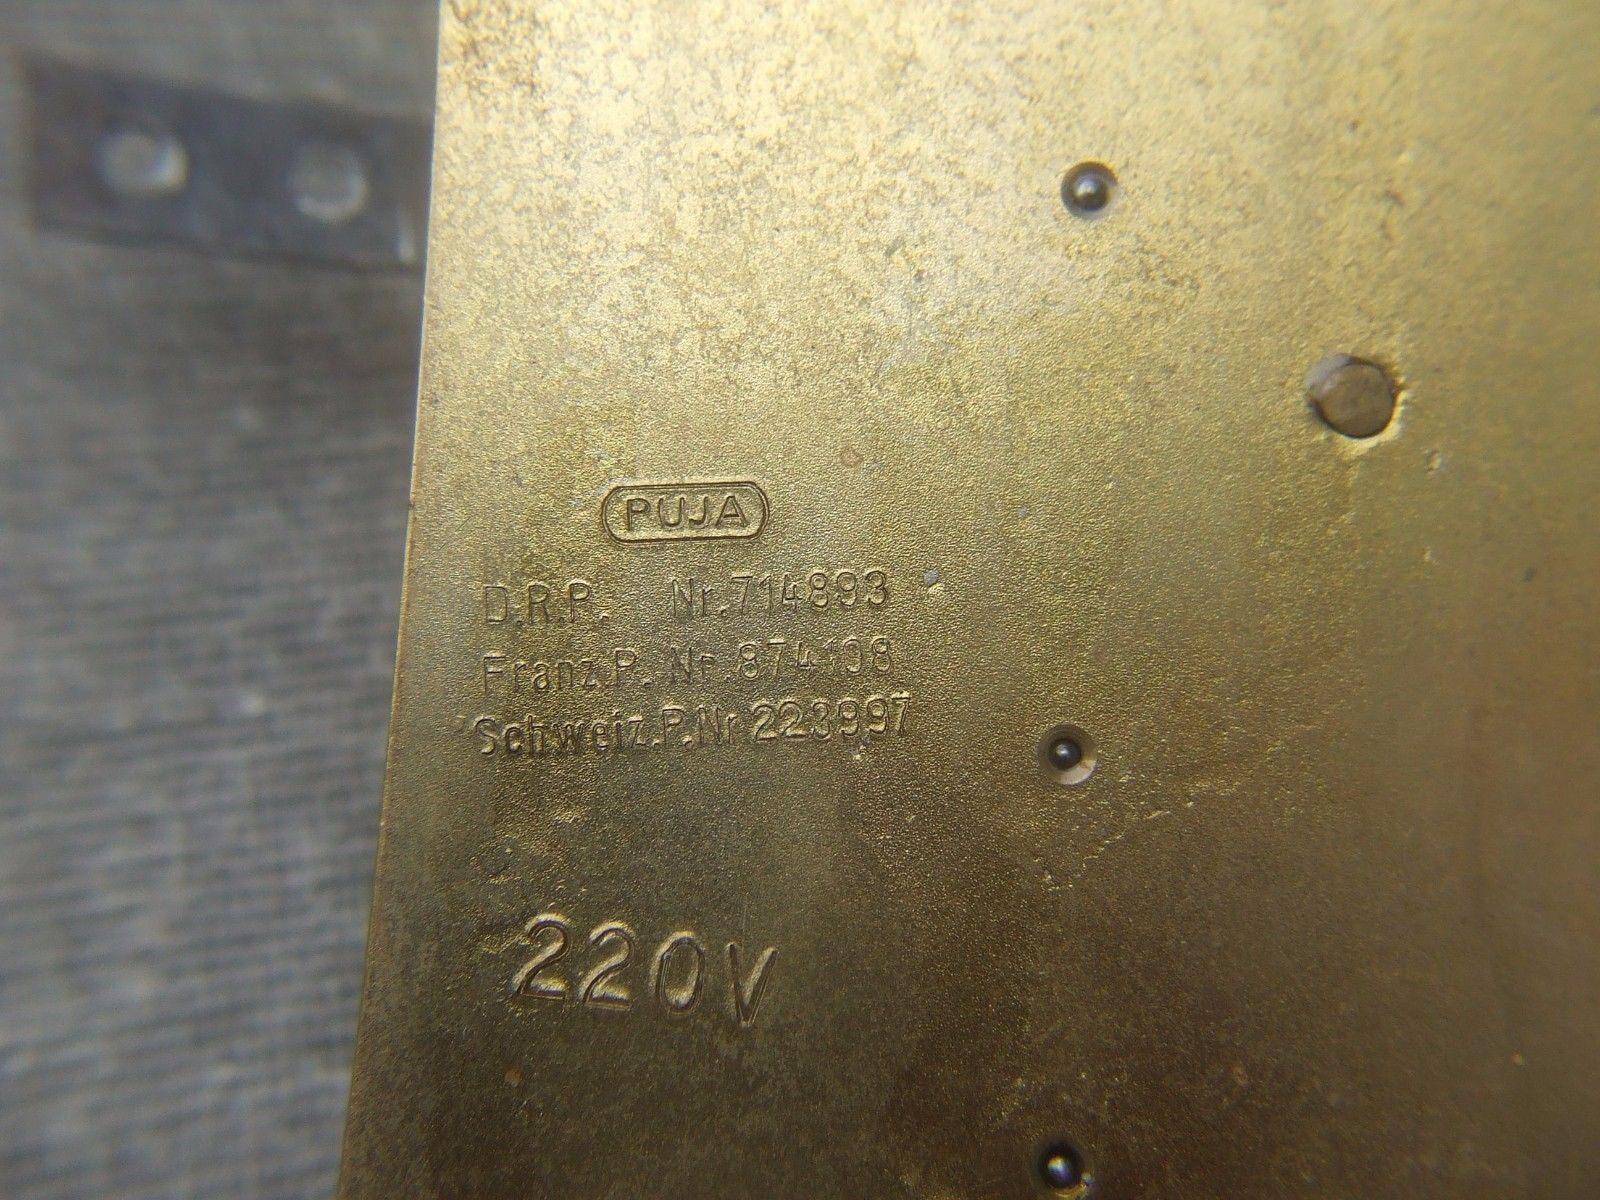 PUJA
D.R.P. Nr. 714893
Franz.P. Nr. 874198
Schweiz.P.Nr 223997
220V